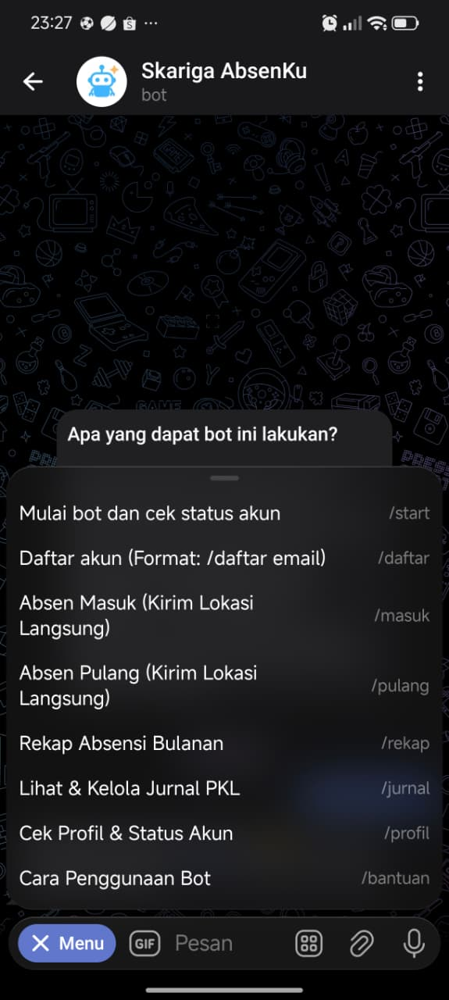 23:27
Skariga AbsenKu
bot
Apa yang dapat bot ini lakukan?
Mulai bot dan cek status akun /start
Daftar akun (Format: /daftar email) /daftar
Absen Masuk (Kirim Lokasi
Langsung) /masuk
Absen Pulang (Kirim Lokasi
Langsung) /pulang
Rekap Absensi Bulanan /rekap
Lihat & Kelola Jurnal PKL /jurnal
Cek Profil & Status Akun /profil
Cara Penggunaan Bot /bantuan
Menu GIF Pesan